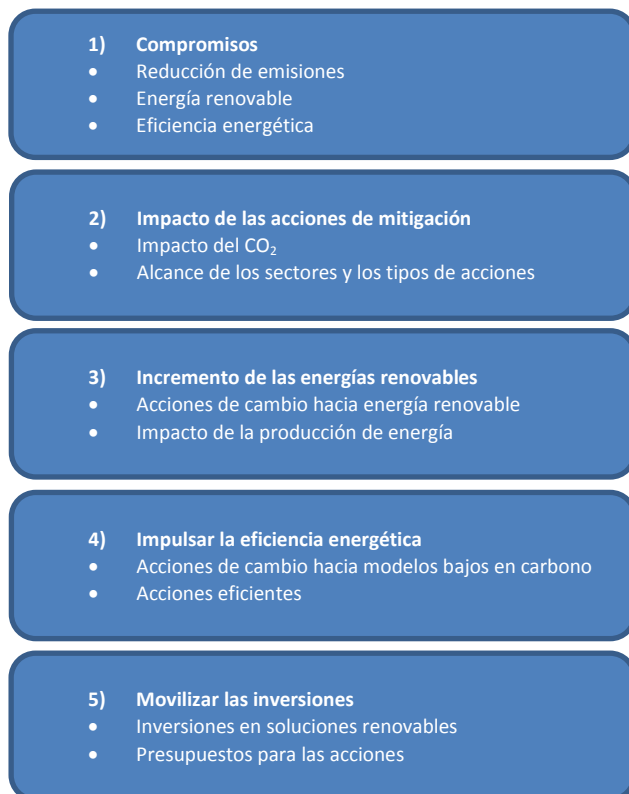 1) Compromisos
• Reducción de emisiones
• Energía renovable
• Eficiencia energética
2) Impacto de las acciones de mitigación
• Impacto del CO₂
• Alcance de los sectores y los tipos de acciones
3) Incremento de las energías renovables
• Acciones de cambio hacia energía renovable
• Impacto de la producción de energía
4) Impulsar la eficiencia energética
• Acciones de cambio hacia modelos bajos en carbono
• Acciones eficientes
5) Movilizar las inversiones
• Inversiones en soluciones renovables
• Presupuestos para las acciones